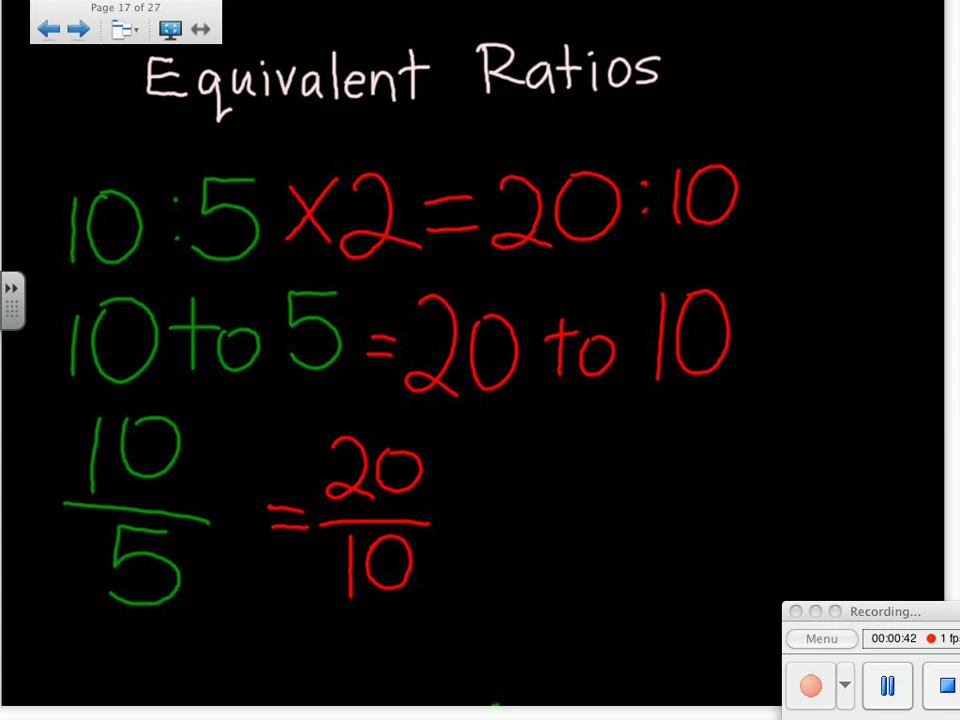 Page 17 of 27
Equivalent Ratios
10:5 X2=20:10
10 to 5 = 20 to 10
10
5
=
20
10
Recording...
Menu
00:00:42
1 fp